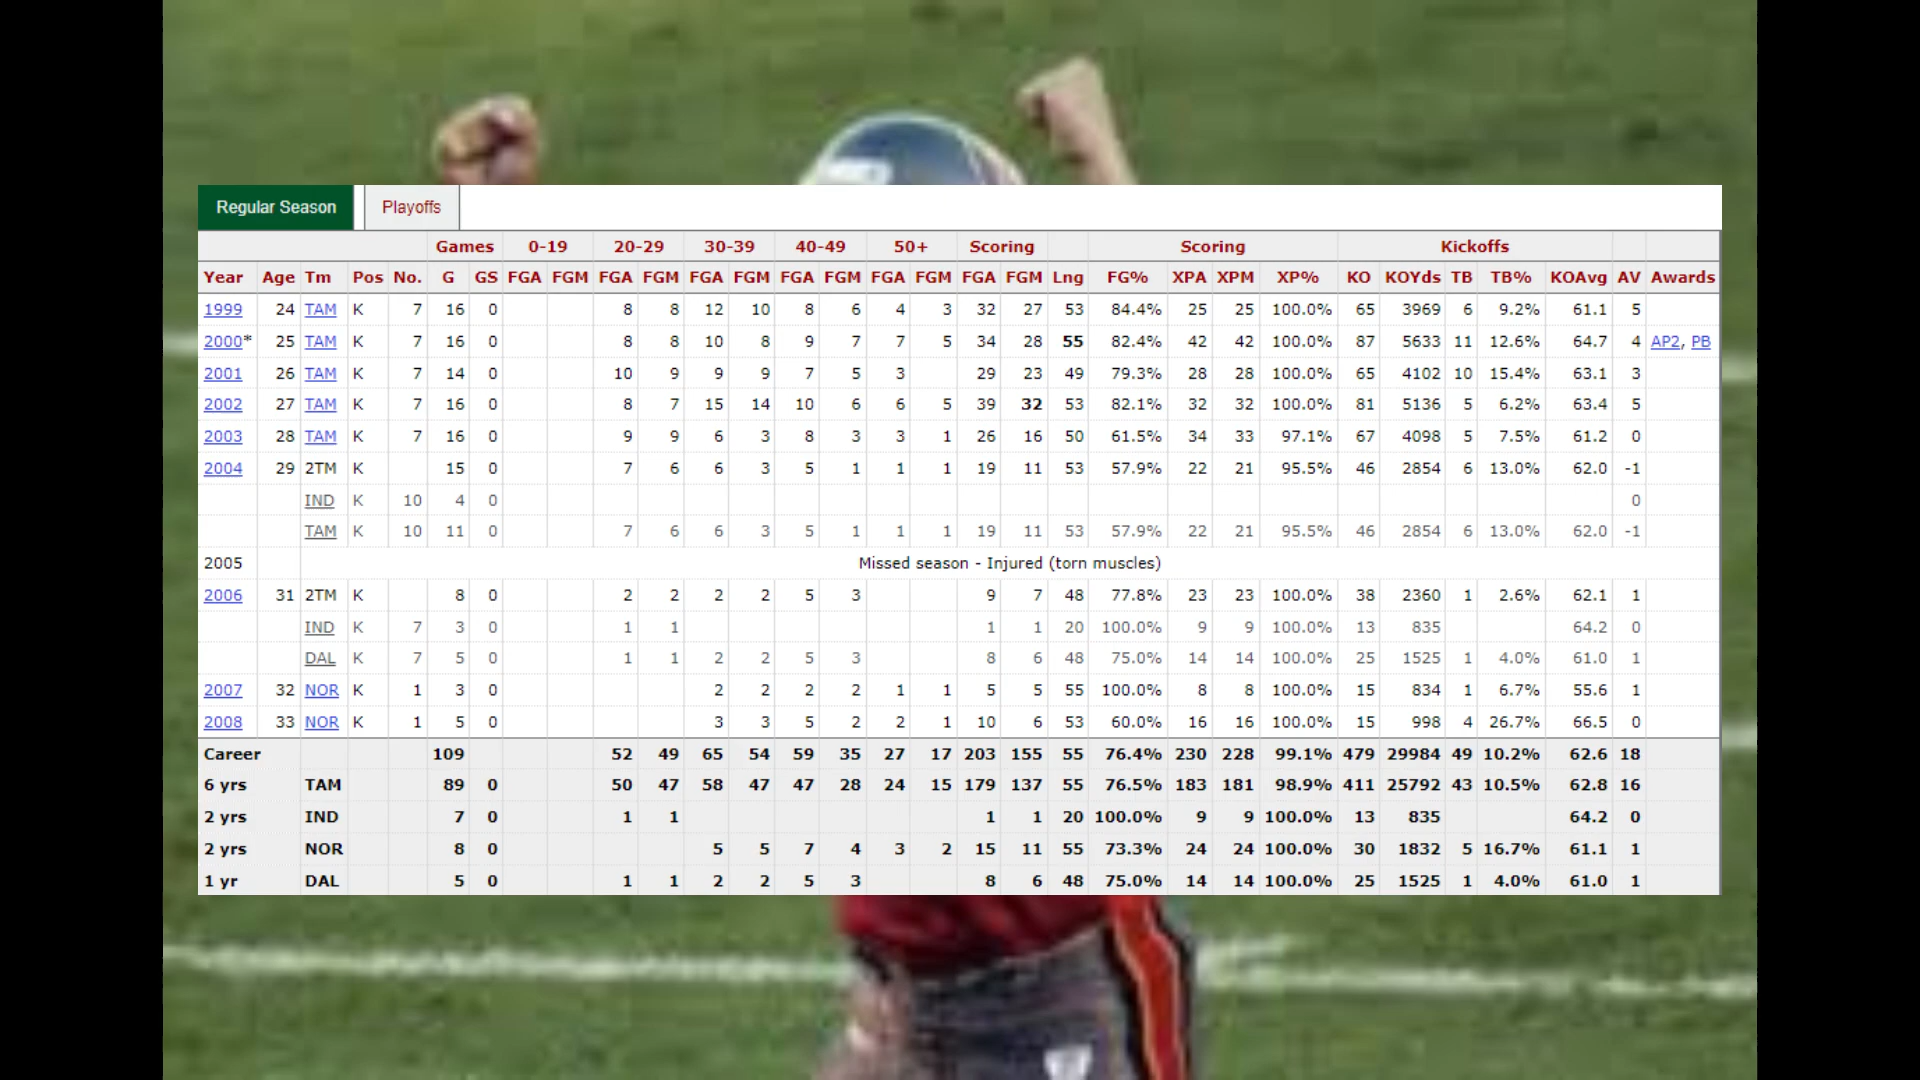 Regular Season Playoffs
Games 0-19 20-29 30-39 40-49 50+ Scoring Scoring Kickoffs
Year Age Tm Pos No. G GS FGA FGM FGA FGM FGA FGM FGA FGM FGA FGM FGA FGM Lng FG% XPA XPM XP% KO KOYds TB TB% KOAvg AV Awards
1999 24 TAM K 7 16 0 8 8 12 10 8 6 4 3 32 27 53 84.4% 25 25 100.0% 65 3969 6 9.2% 61.1 5
2000* 25 TAM K 7 16 0 8 8 10 8 9 7 7 5 34 28 55 82.4% 42 42 100.0% 87 5633 11 12.6% 64.7 4 AP2, PB
2001 26 TAM K 7 14 0 10 9 9 9 7 5 3 29 23 49 79.3% 28 28 100.0% 65 4102 10 15.4% 63.1 3
2002 27 TAM K 7 16 0 8 7 15 14 10 6 6 5 39 32 53 82.1% 32 32 100.0% 81 5136 5 6.2% 63.4 5
2003 28 TAM K 7 16 0 9 9 6 3 8 3 3 1 26 16 50 61.5% 34 33 97.1% 67 4098 5 7.5% 61.2 0
2004 29 2TM K 15 0 7 6 6 3 5 1 1 1 19 11 53 57.9% 22 21 95.5% 46 2854 6 13.0% 62.0 -1
IND K 10 4 0 0
TAM K 10 11 0 7 6 6 3 5 1 1 1 19 11 53 57.9% 22 21 95.5% 46 2854 6 13.0% 62.0 -1
2005 Missed season - Injured (torn muscles)
2006 31 2TM K 8 0 2 2 2 2 5 3 9 7 48 77.8% 23 23 100.0% 38 2360 1 2.6% 62.1 1
IND K 7 3 0 1 1 1 1 20 100.0% 9 9 100.0% 13 835 64.2 0
DAL K 7 5 0 1 1 2 2 5 3 8 6 48 75.0% 14 14 100.0% 25 1525 1 4.0% 61.0 1
2007 32 NOR K 1 3 0 2 2 2 2 1 1 5 5 55 100.0% 8 8 100.0% 15 834 1 6.7% 55.6 1
2008 33 NOR K 1 5 0 3 3 5 2 2 1 10 6 53 60.0% 16 16 100.0% 15 998 4 26.7% 66.5 0
Career 109 52 49 65 54 59 35 27 17 203 155 55 76.4% 230 228 99.1% 479 29984 49 10.2% 62.6 18
6 yrs TAM 89 0 50 47 58 47 47 28 24 15 179 137 55 76.5% 183 181 98.9% 411 25792 43 10.5% 62.8 16
2 yrs IND 7 0 1 1 1 1 20 100.0% 9 9 100.0% 13 835 64.2 0
2 yrs NOR 8 0 5 5 7 4 3 2 15 11 55 73.3% 24 24 100.0% 30 1832 5 16.7% 61.1 1
1 yr DAL 5 0 1 1 2 2 5 3 8 6 48 75.0% 14 14 100.0% 25 1525 1 4.0% 61.0 1